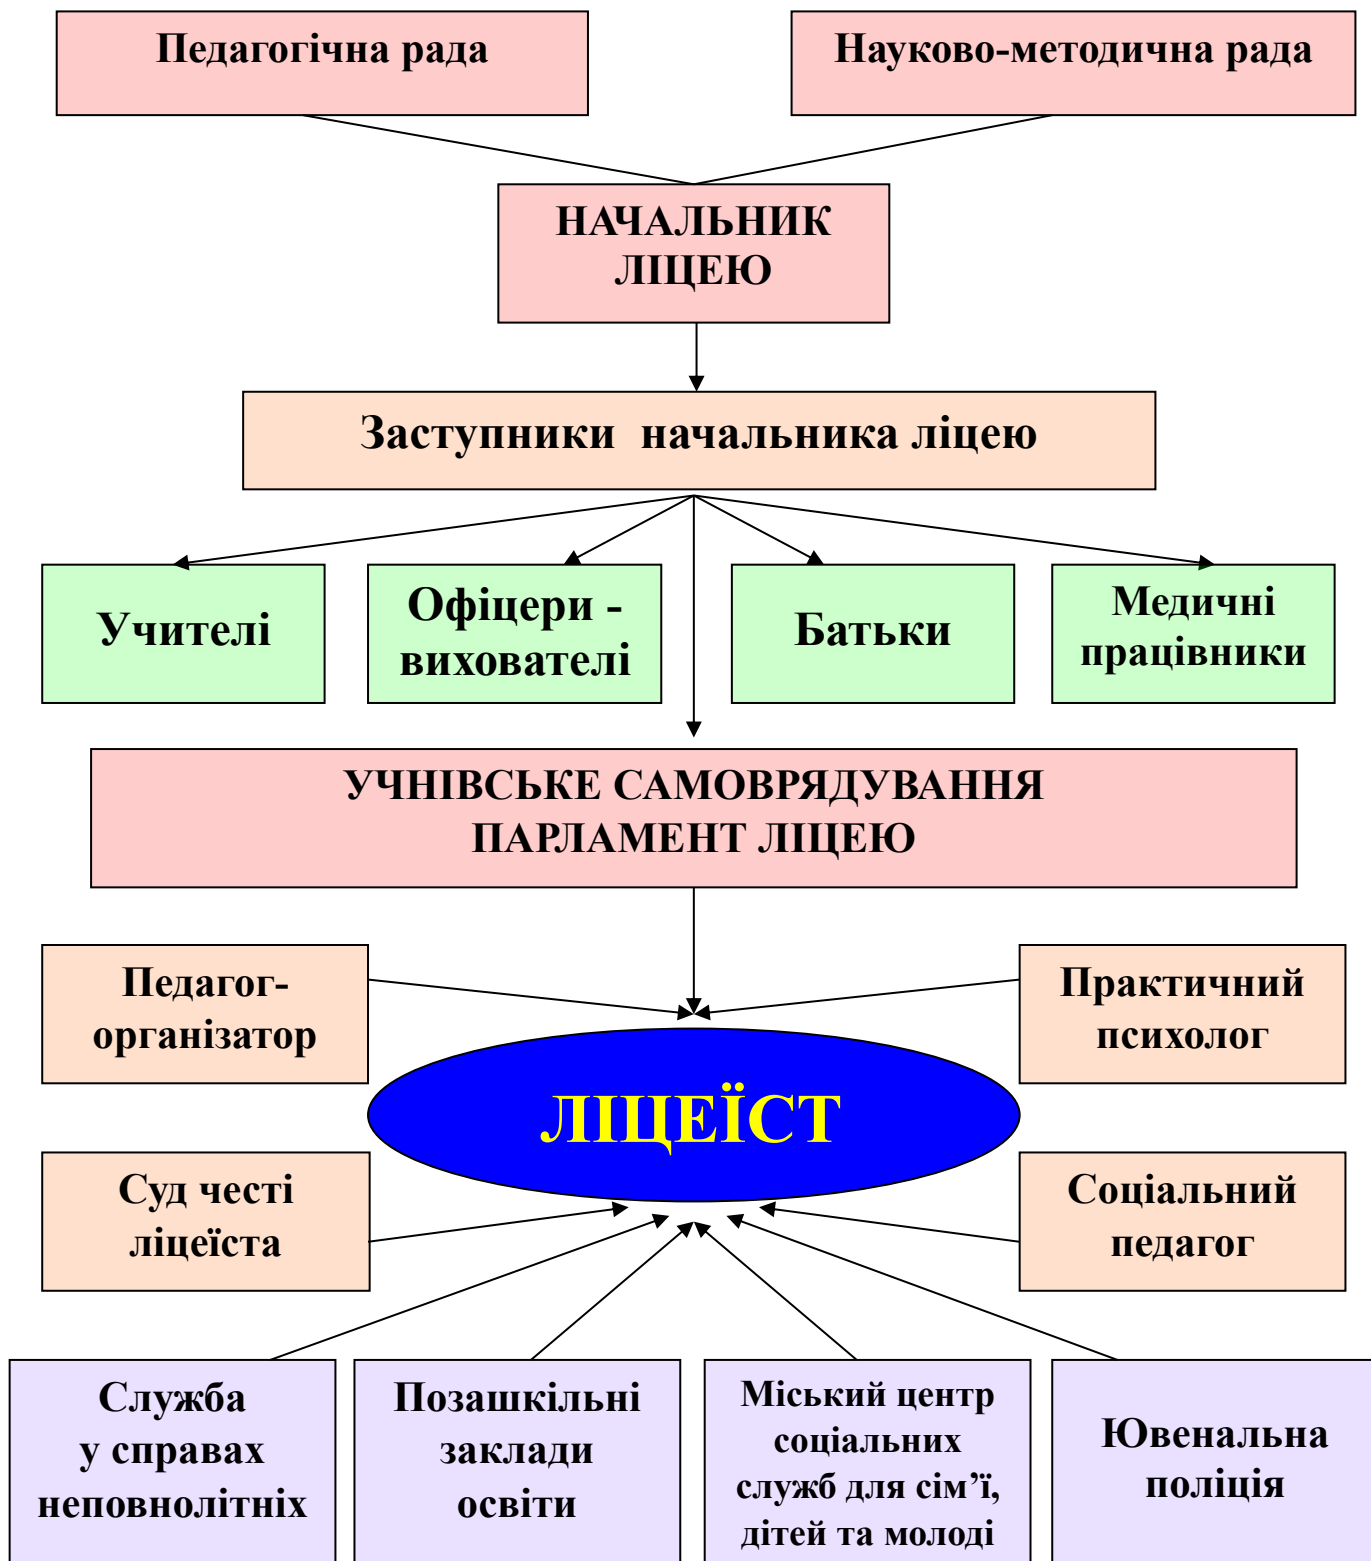 Педагогічна рада
Науково-методична рада
НАЧАЛЬНИК
ЛІЦЕЮ
Заступники начальника ліцею
Учителі
Офіцери -
вихователі
Батьки
Медичні
працівники
УЧНІВСЬКЕ САМОВРЯДУВАННЯ
ПАРЛАМЕНТ ЛІЦЕЮ
Педагог-
організатор
Практичний
психолог
ЛІЦЕЇСТ
Суд честі
ліцеїста
Соціальний
педагог
Служба
у справах
неповнолітніх
Позашкільні
заклади
освіти
Міський центр
соціальних
служб для сім’ї,
дітей та молоді
Ювенальна
поліція